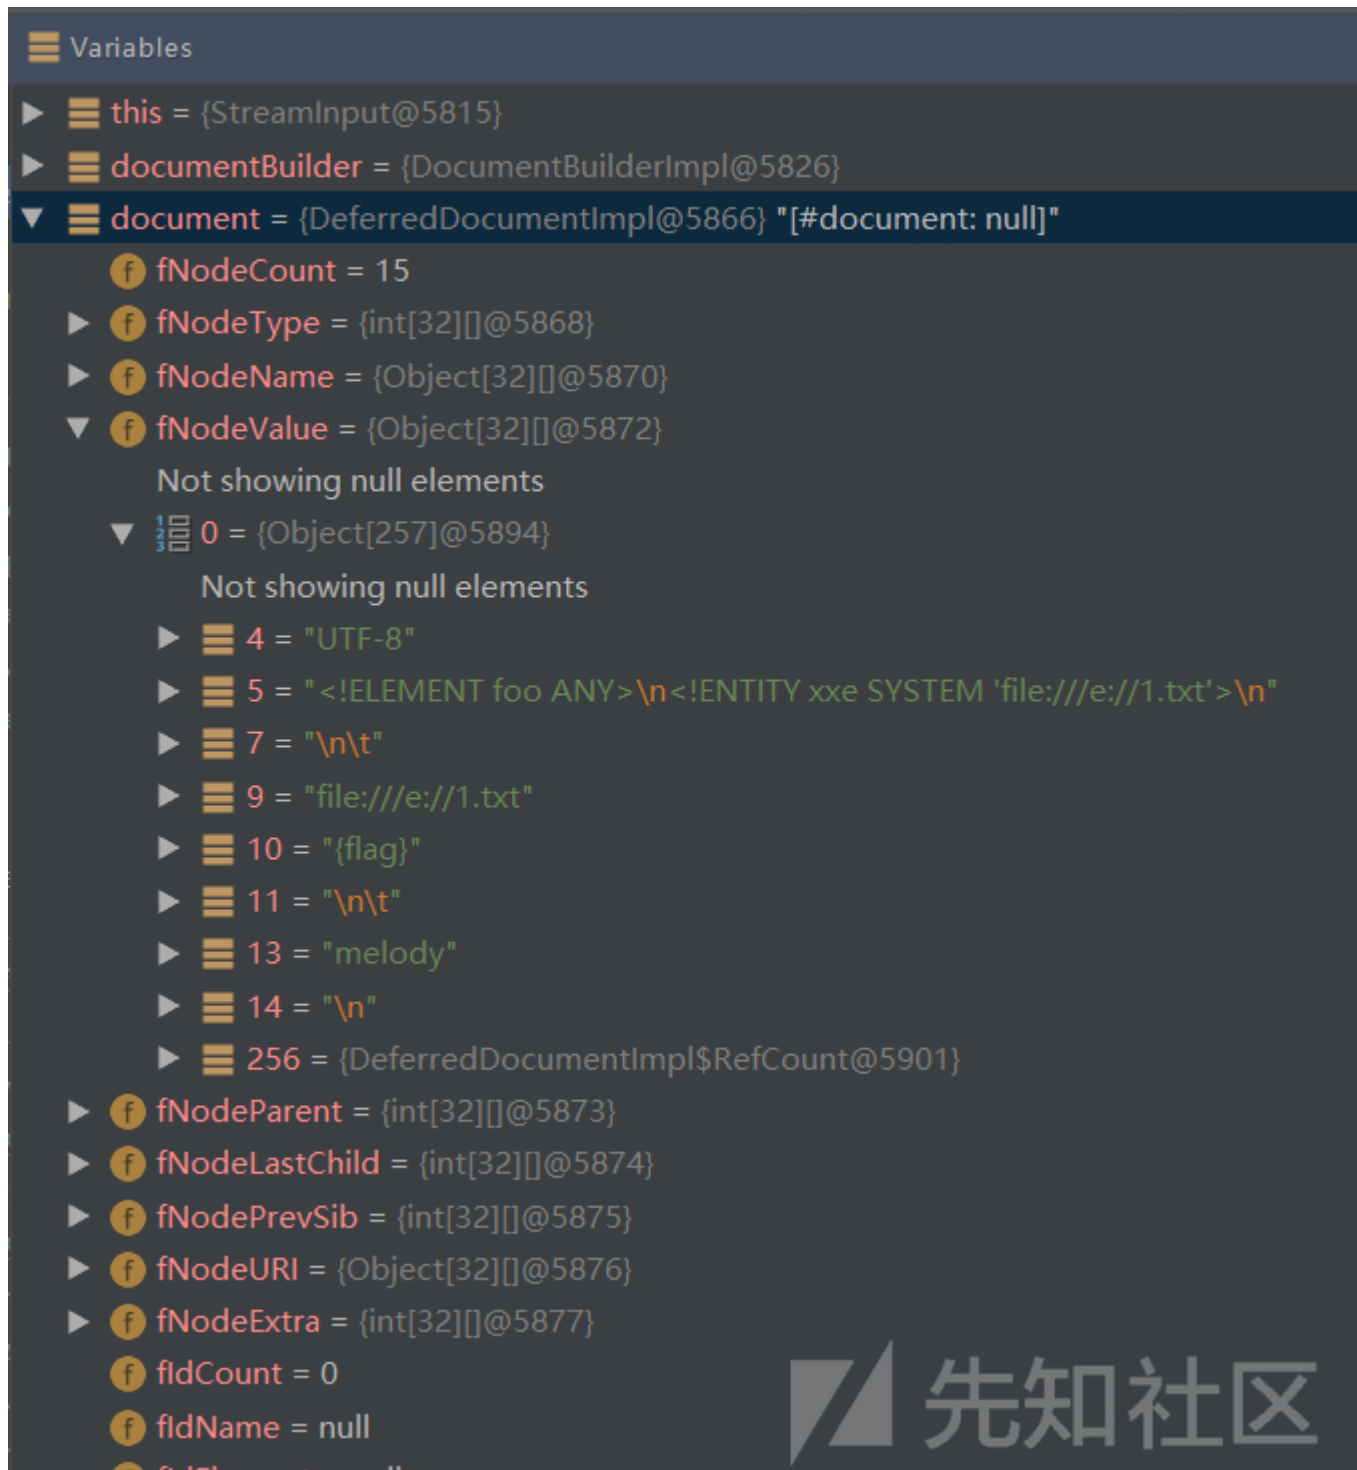 Variables
this = {StreamInput@5815}
documentBuilder = {DocumentBuilderImpl@5826}
document = {DeferredDocumentImpl@5866} "[#document: null]"
f fNodeCount = 15
f fNodeType = {int[32][]@5868}
f fNodeName = {Object[32][]@5870}
f fNodeValue = {Object[32][]@5872}
Not showing null elements
0 = {Object[257]@5894}
Not showing null elements
4 = "UTF-8"
5 = "<!ELEMENT foo ANY>\n<!ENTITY xxe SYSTEM 'file:///e://1.txt'>\n"
7 = "\n\t"
9 = "file:///e://1.txt"
10 = "{flag}"
11 = "\n\t"
13 = "melody"
14 = "\n"
256 = {DeferredDocumentImpl$RefCount@5901}
f fNodeParent = {int[32][]@5873}
f fNodeLastChild = {int[32][]@5874}
f fNodePrevSib = {int[32][]@5875}
f fNodeURI = {Object[32][]@5876}
f fNodeExtra = {int[32][]@5877}
f fIdCount = 0
f fIdName = null
先知社区